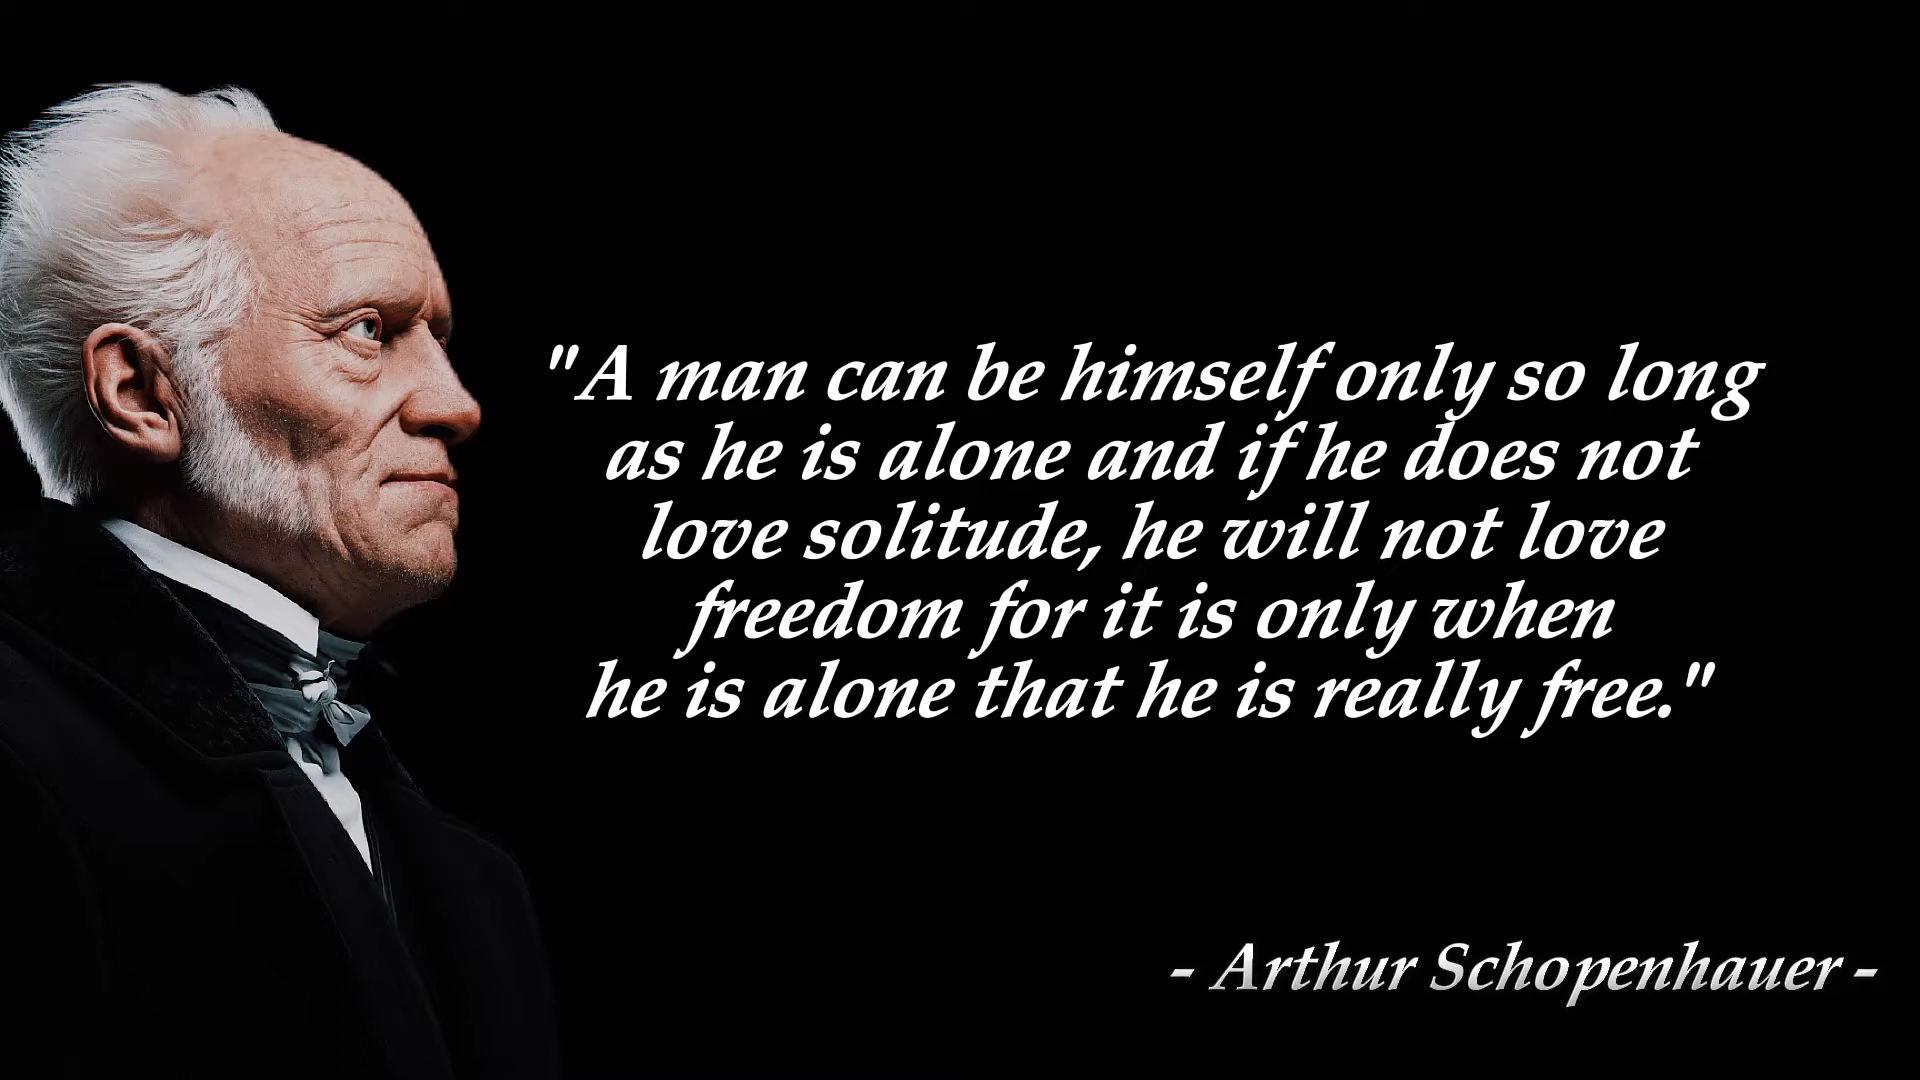 "A man can be himself only so long
as he is alone and if he does not
love solitude, he will not love
freedom for it is only when
he is alone that he is really free."
- Arthur Schopenhauer -